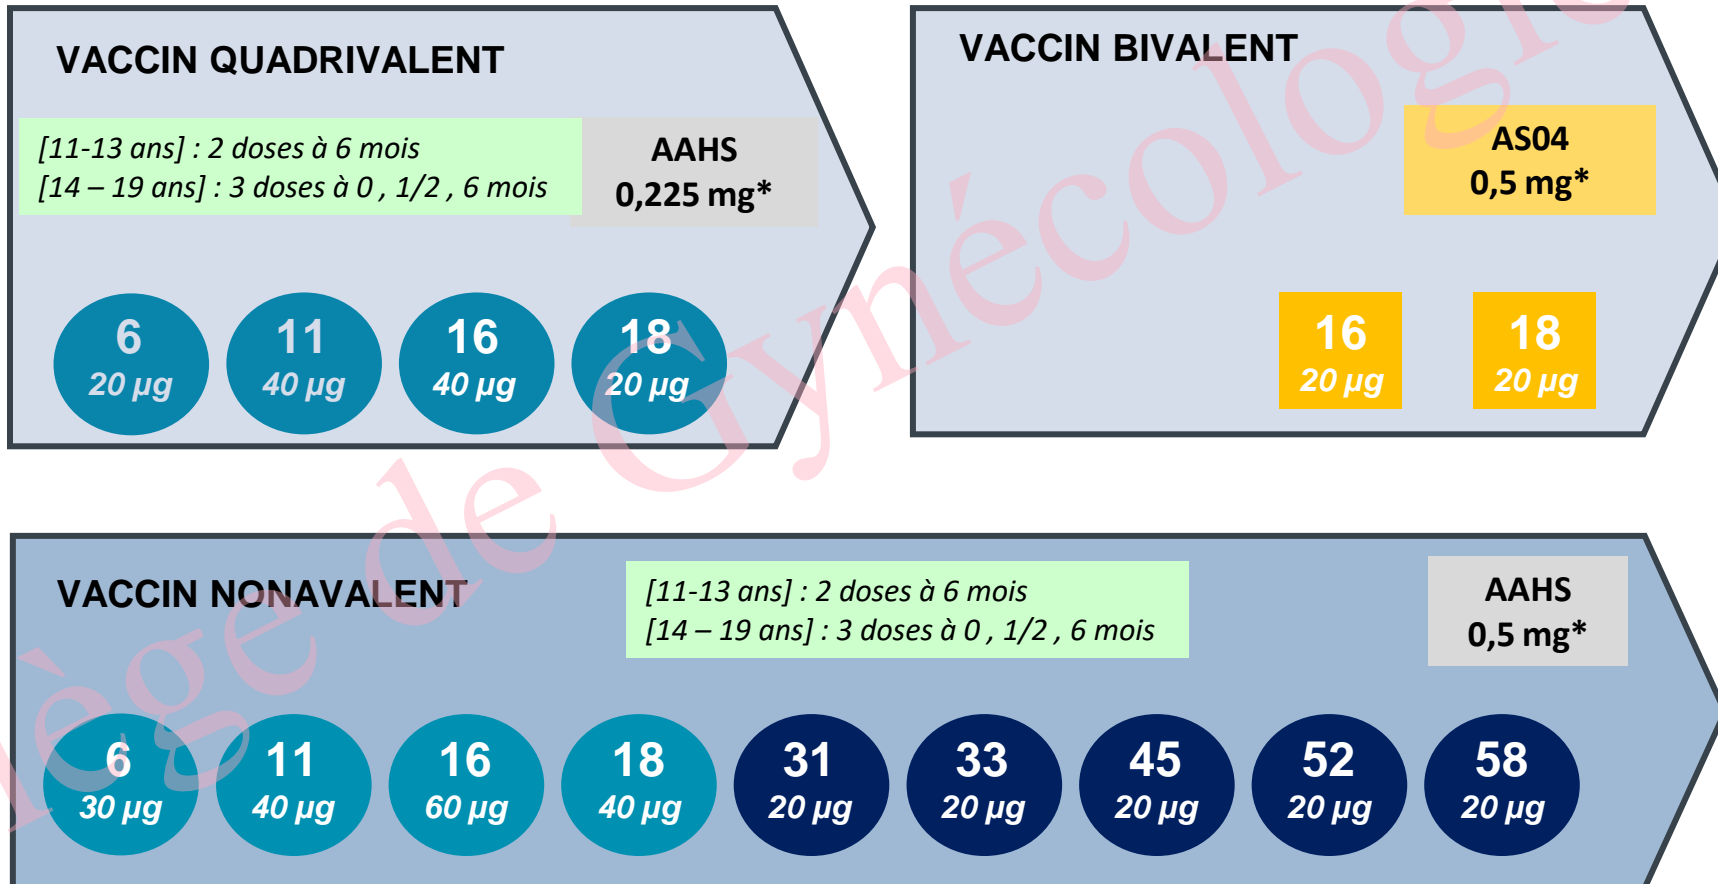 VACCIN QUADRIVALENT
[11-13 ans] : 2 doses à 6 mois
[14 – 19 ans] : 3 doses à 0 , 1/2 , 6 mois
AAHS
0,225 mg*
6
20 µg
11
40 µg
16
40 µg
18
20 µg
VACCIN BIVALENT
AS04
0,5 mg*
16
20 µg
18
20 µg
VACCIN NONAVALENT
[11-13 ans] : 2 doses à 6 mois
[14 – 19 ans] : 3 doses à 0 , 1/2 , 6 mois
AAHS
0,5 mg*
6
30 µg
11
40 µg
16
60 µg
18
40 µg
31
20 µg
33
20 µg
45
20 µg
52
20 µg
58
20 µg
lège de Gynécologie